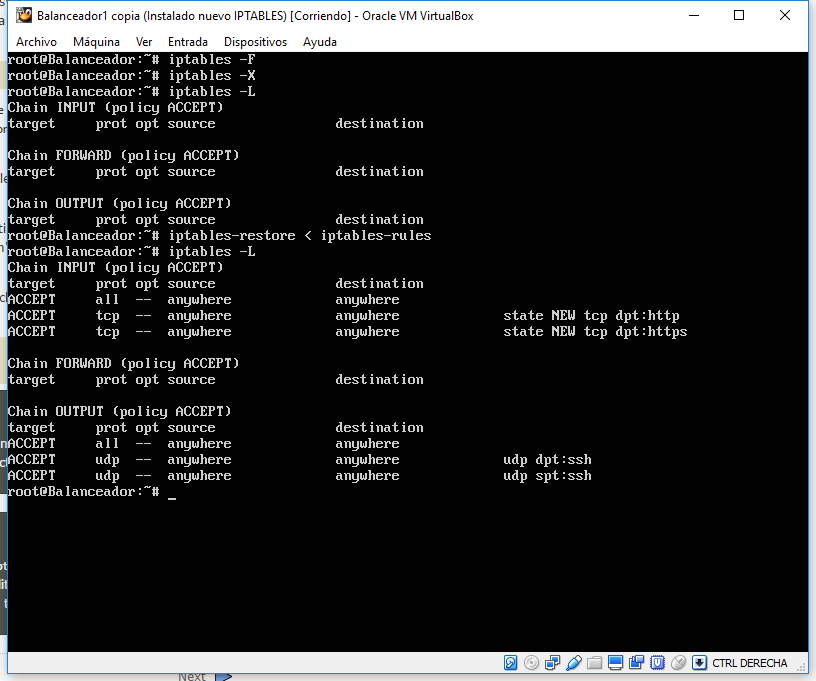 Balanceador1 copia (Instalado nuevo IPTABLES) [Corriendo] - Oracle VM VirtualBox
Archivo Máquina Ver Entrada Dispositivos Ayuda
root@Balanceador:~# iptables -F
root@Balanceador:~# iptables -X
root@Balanceador:~# iptables -L
Chain INPUT (policy ACCEPT)
target     prot opt source               destination

Chain FORWARD (policy ACCEPT)
target     prot opt source               destination

Chain OUTPUT (policy ACCEPT)
target     prot opt source               destination
root@Balanceador:~# iptables-restore < iptables-rules
root@Balanceador:~# iptables -L
Chain INPUT (policy ACCEPT)
target     prot opt source               destination
ACCEPT     all  --  anywhere             anywhere
ACCEPT     tcp  --  anywhere             anywhere             state NEW tcp dpt:http
ACCEPT     tcp  --  anywhere             anywhere             state NEW tcp dpt:https

Chain FORWARD (policy ACCEPT)
target     prot opt source               destination

Chain OUTPUT (policy ACCEPT)
target     prot opt source               destination
ACCEPT     all  --  anywhere             anywhere
ACCEPT     udp  --  anywhere             anywhere             udp dpt:ssh
ACCEPT     udp  --  anywhere             anywhere             udp spt:ssh
root@Balanceador:~# _
CTRL DERECHA
Next